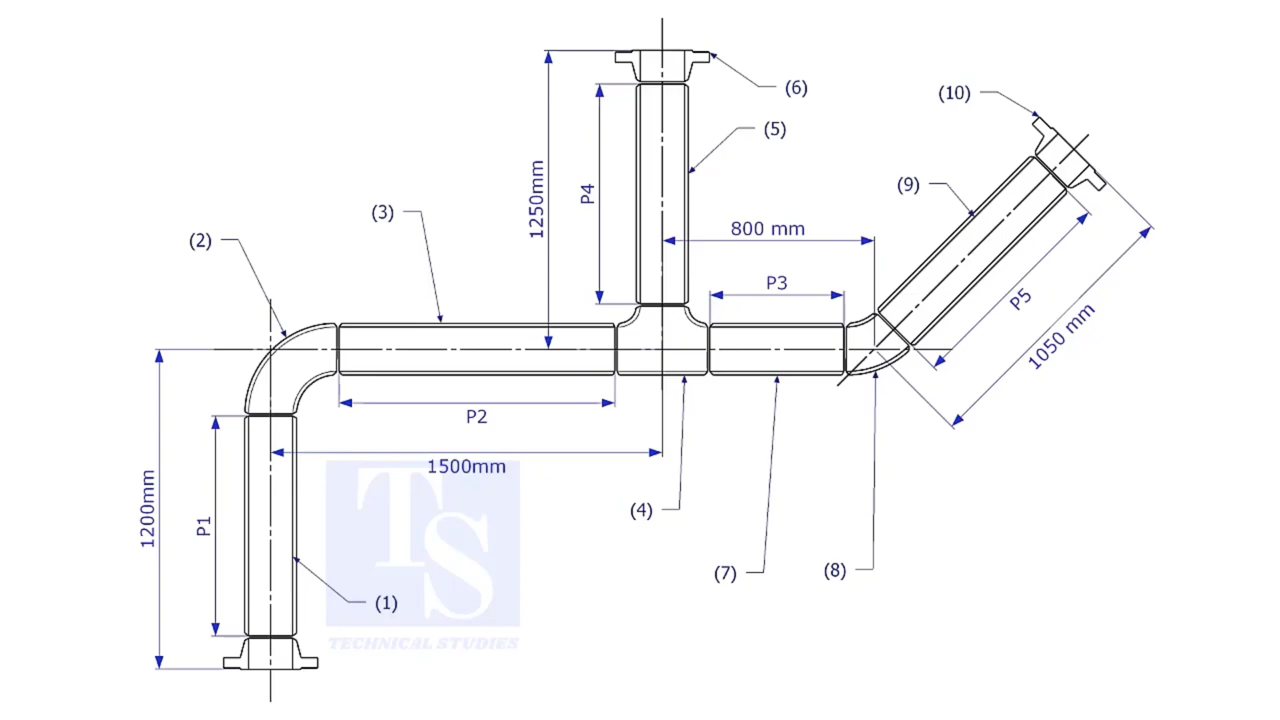 (6)
(10)
(5)
1250mm
P4
(9)
(3)
(2)
800 mm
P3
P5
1050 mm
P2
1500mm
1200mm
P1
(4)
(7)
(8)
(1)
TS
TECHNICAL STUDIES